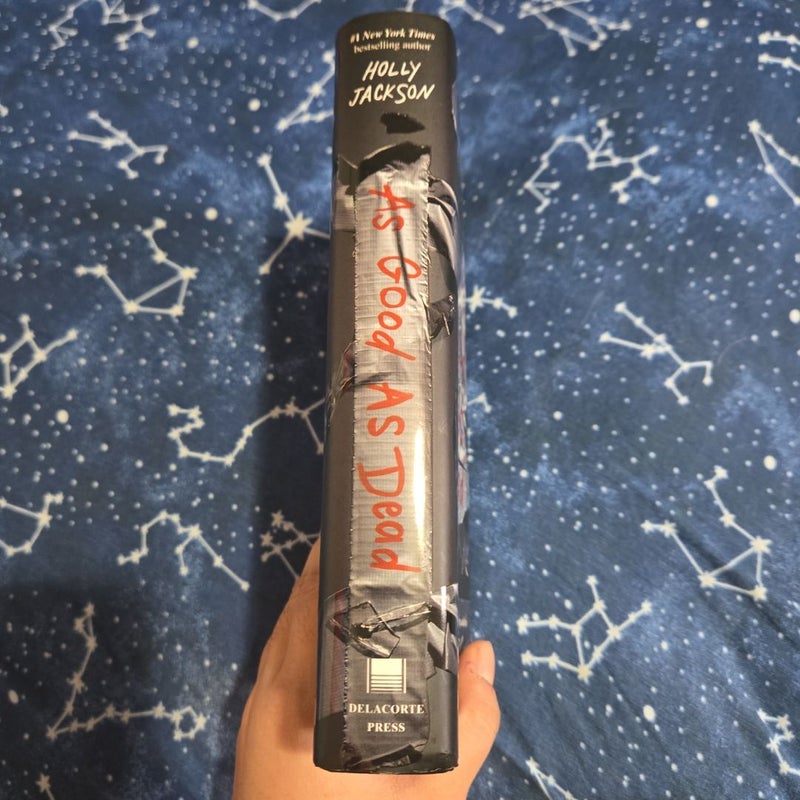 #1 New York Times
bestselling author
HOLLY
JACKSON
As Good As Dead
DELACORTE
PRESS